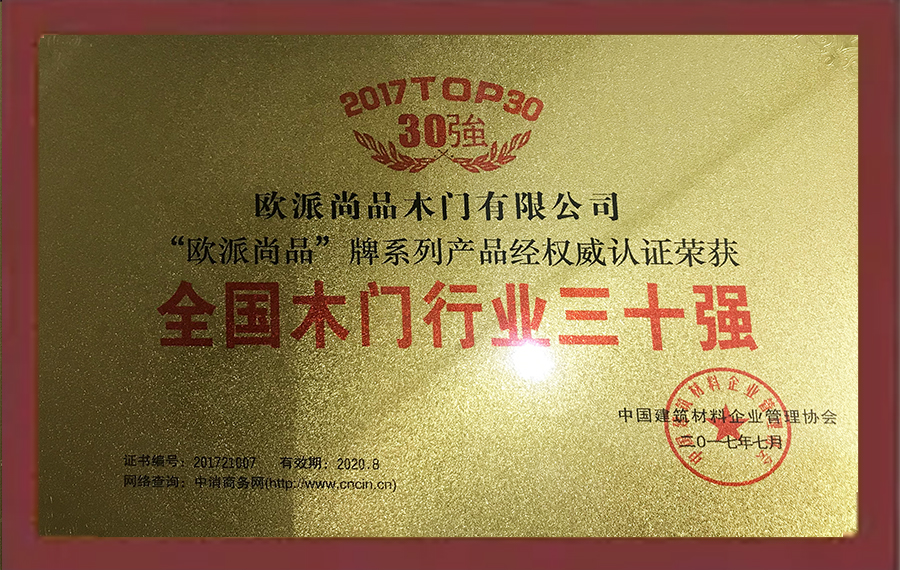 2017TOP30
30強
欧派尚品木门有限公司
“欧派尚品”牌系列产品经权威认证荣获
全国木门行业三十强
中国建筑材料企业管理协会
二0一七年七月
证书编号：201721007 有效期：2020.8
网络查询：中消商务网(http://www.cncin.cn)